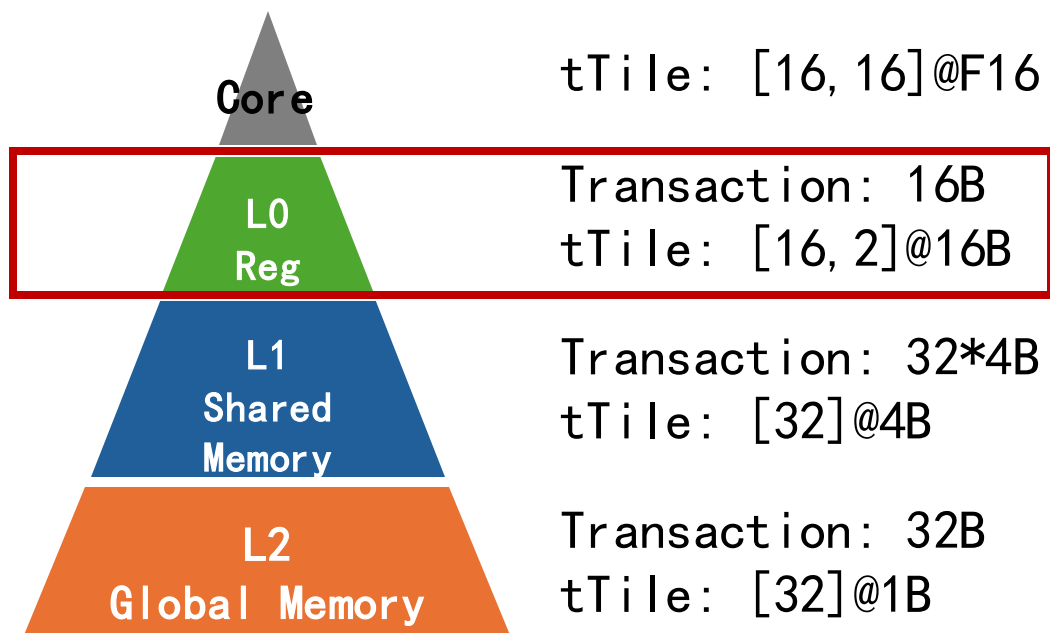 Core
tTile: [16,16]@F16
L0
Reg
Transaction: 16B
tTile: [16,2]@16B
L1
Shared
Memory
Transaction: 32*4B
tTile: [32]@4B
L2
Global Memory
Transaction: 32B
tTile: [32]@1B